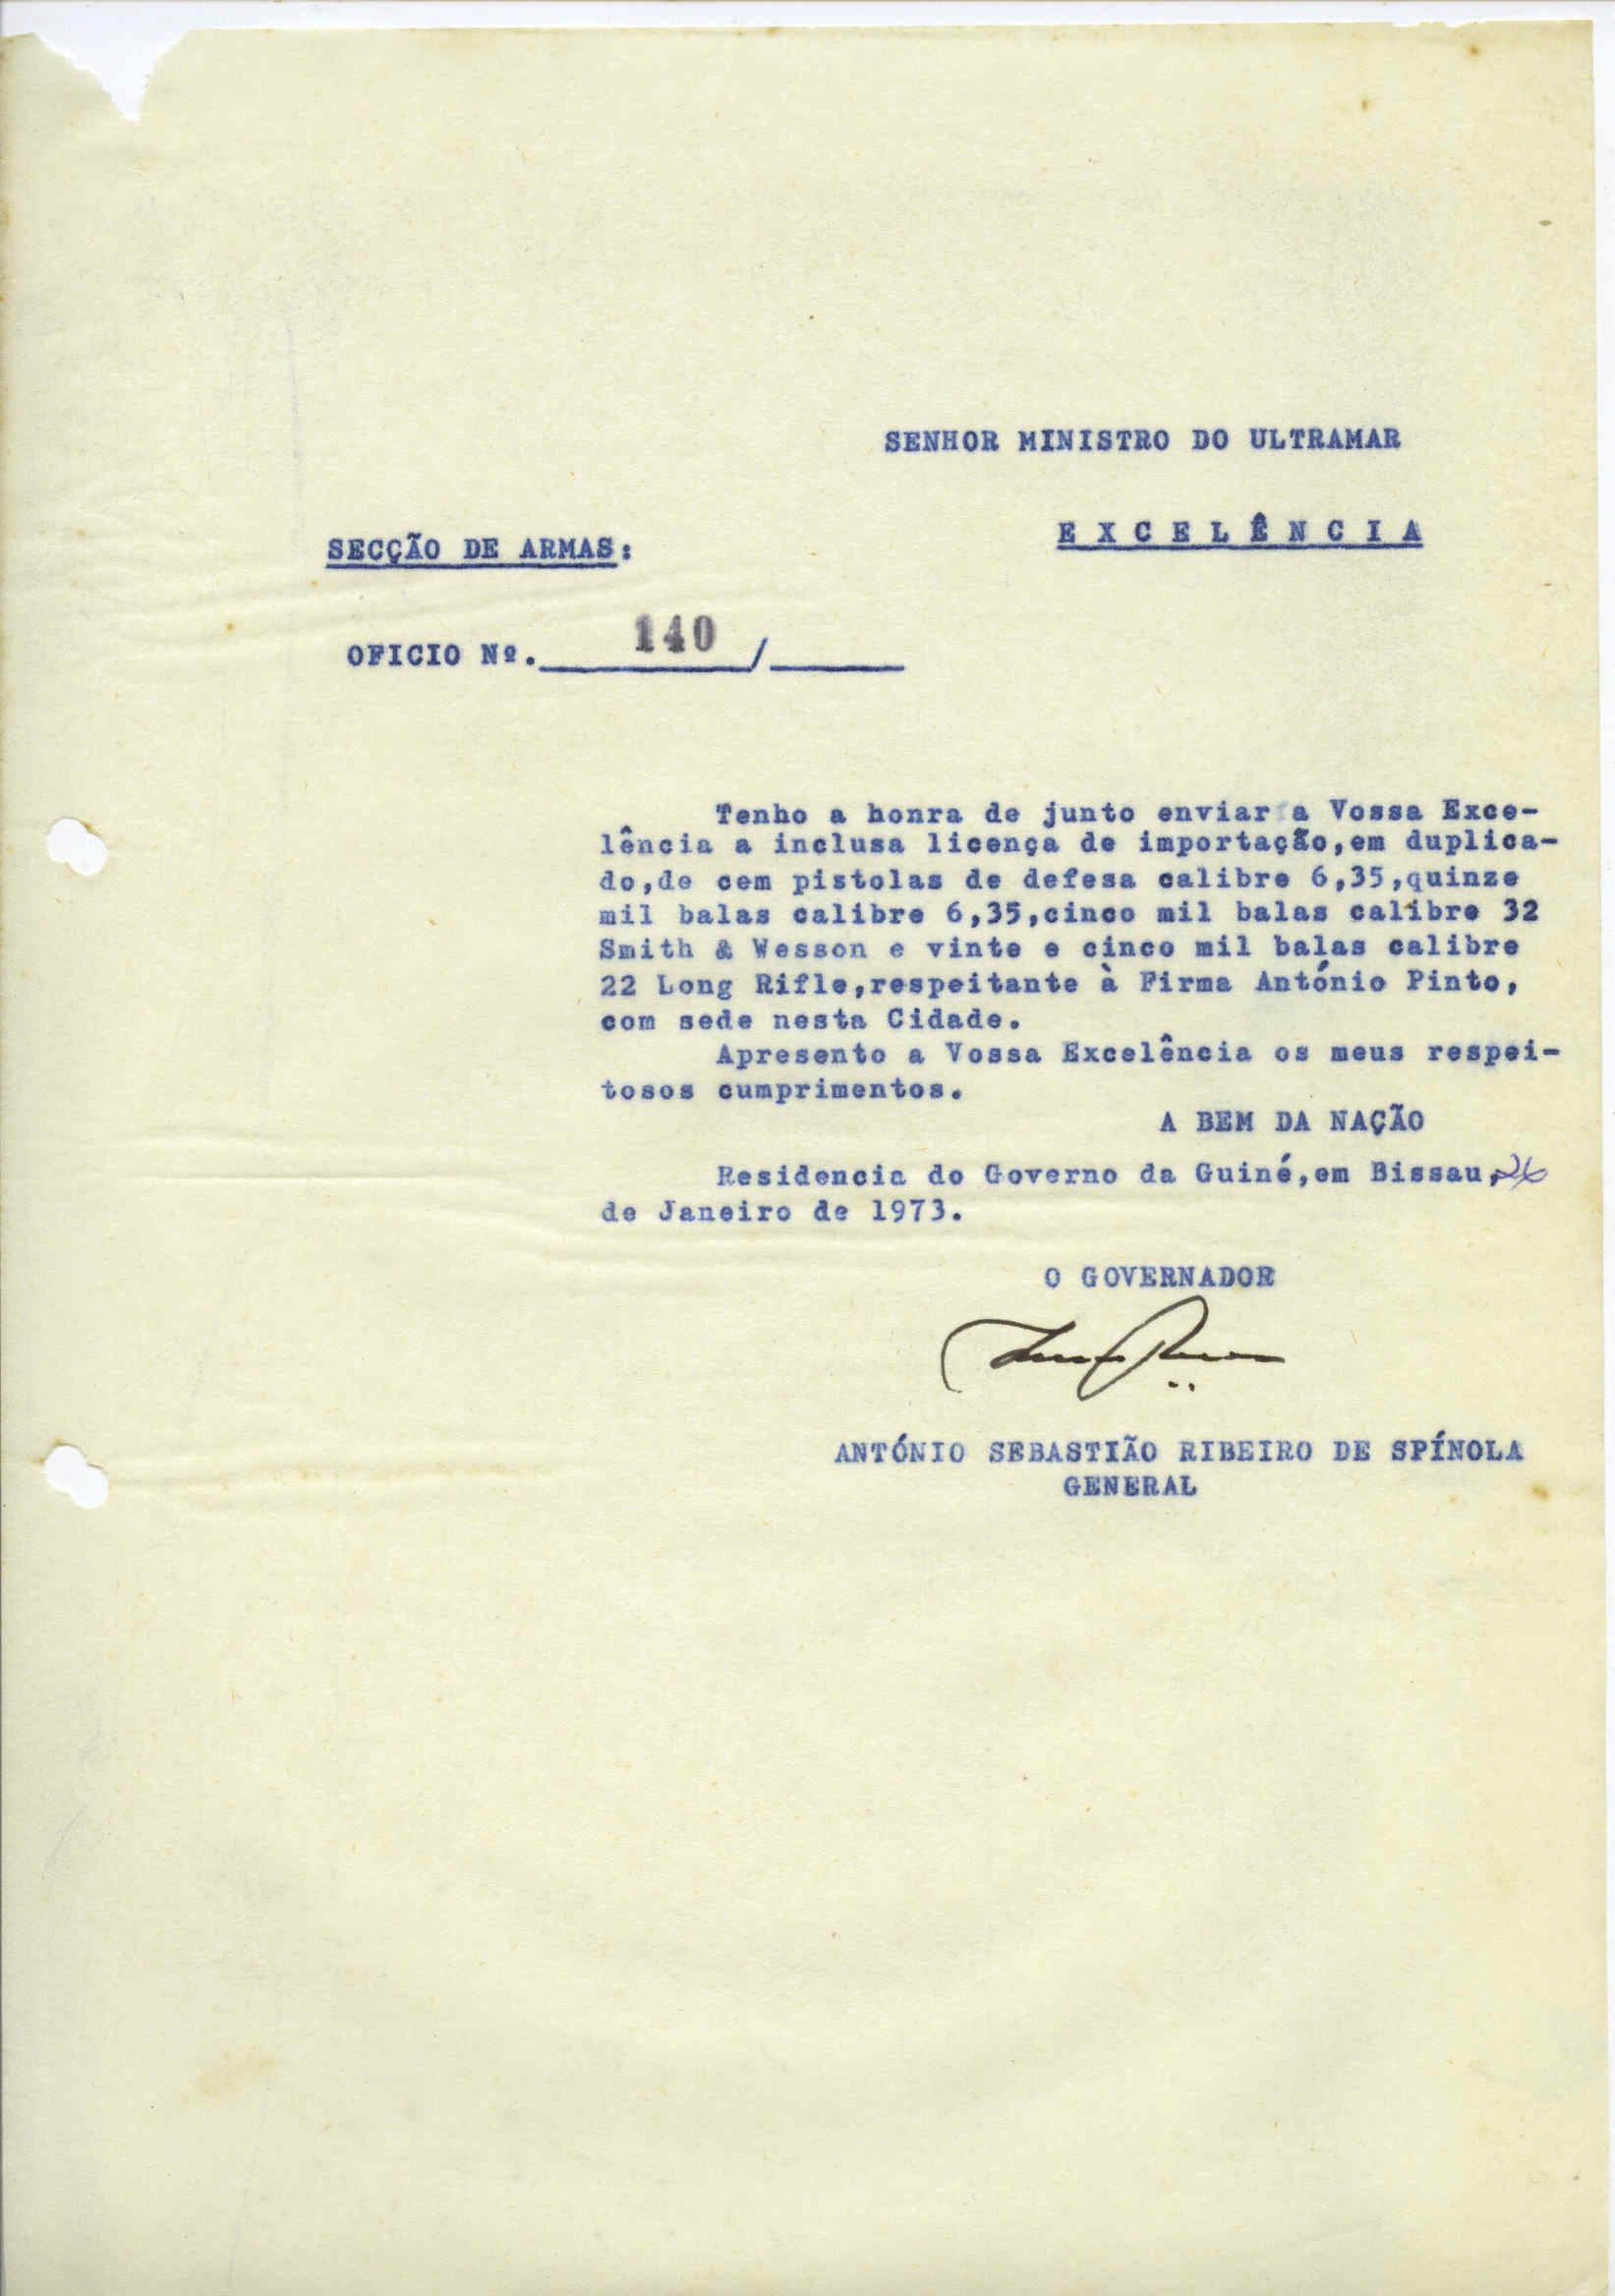 SENHOR MINISTRO DO ULTRAMAR
E X C E L Ê N C I A
SECÇÃO DE ARMAS:
OFICIO Nº. 140 /
Tenho a honra de junto enviar a Vossa Exce-
lência a inclusa licença de importação,em duplica-
do,de cem pistolas de defesa calibre 6,35,quinze
mil balas calibre 6,35,cinco mil balas calibre 32
Smith & Wesson e vinte e cinco mil balas calibre
22 Long Rifle,respeitante à Firma António Pinto,
com sede nesta Cidade.
Apresento a Vossa Excelência os meus respei-
tosos cumprimentos.
A BEM DA NAÇÃO
Residencia do Governo da Guiné,em Bissau,26
de Janeiro de 1973.
O GOVERNADOR
ANTÓNIO SEBASTIÃO RIBEIRO DE SPÍNOLA
GENERAL